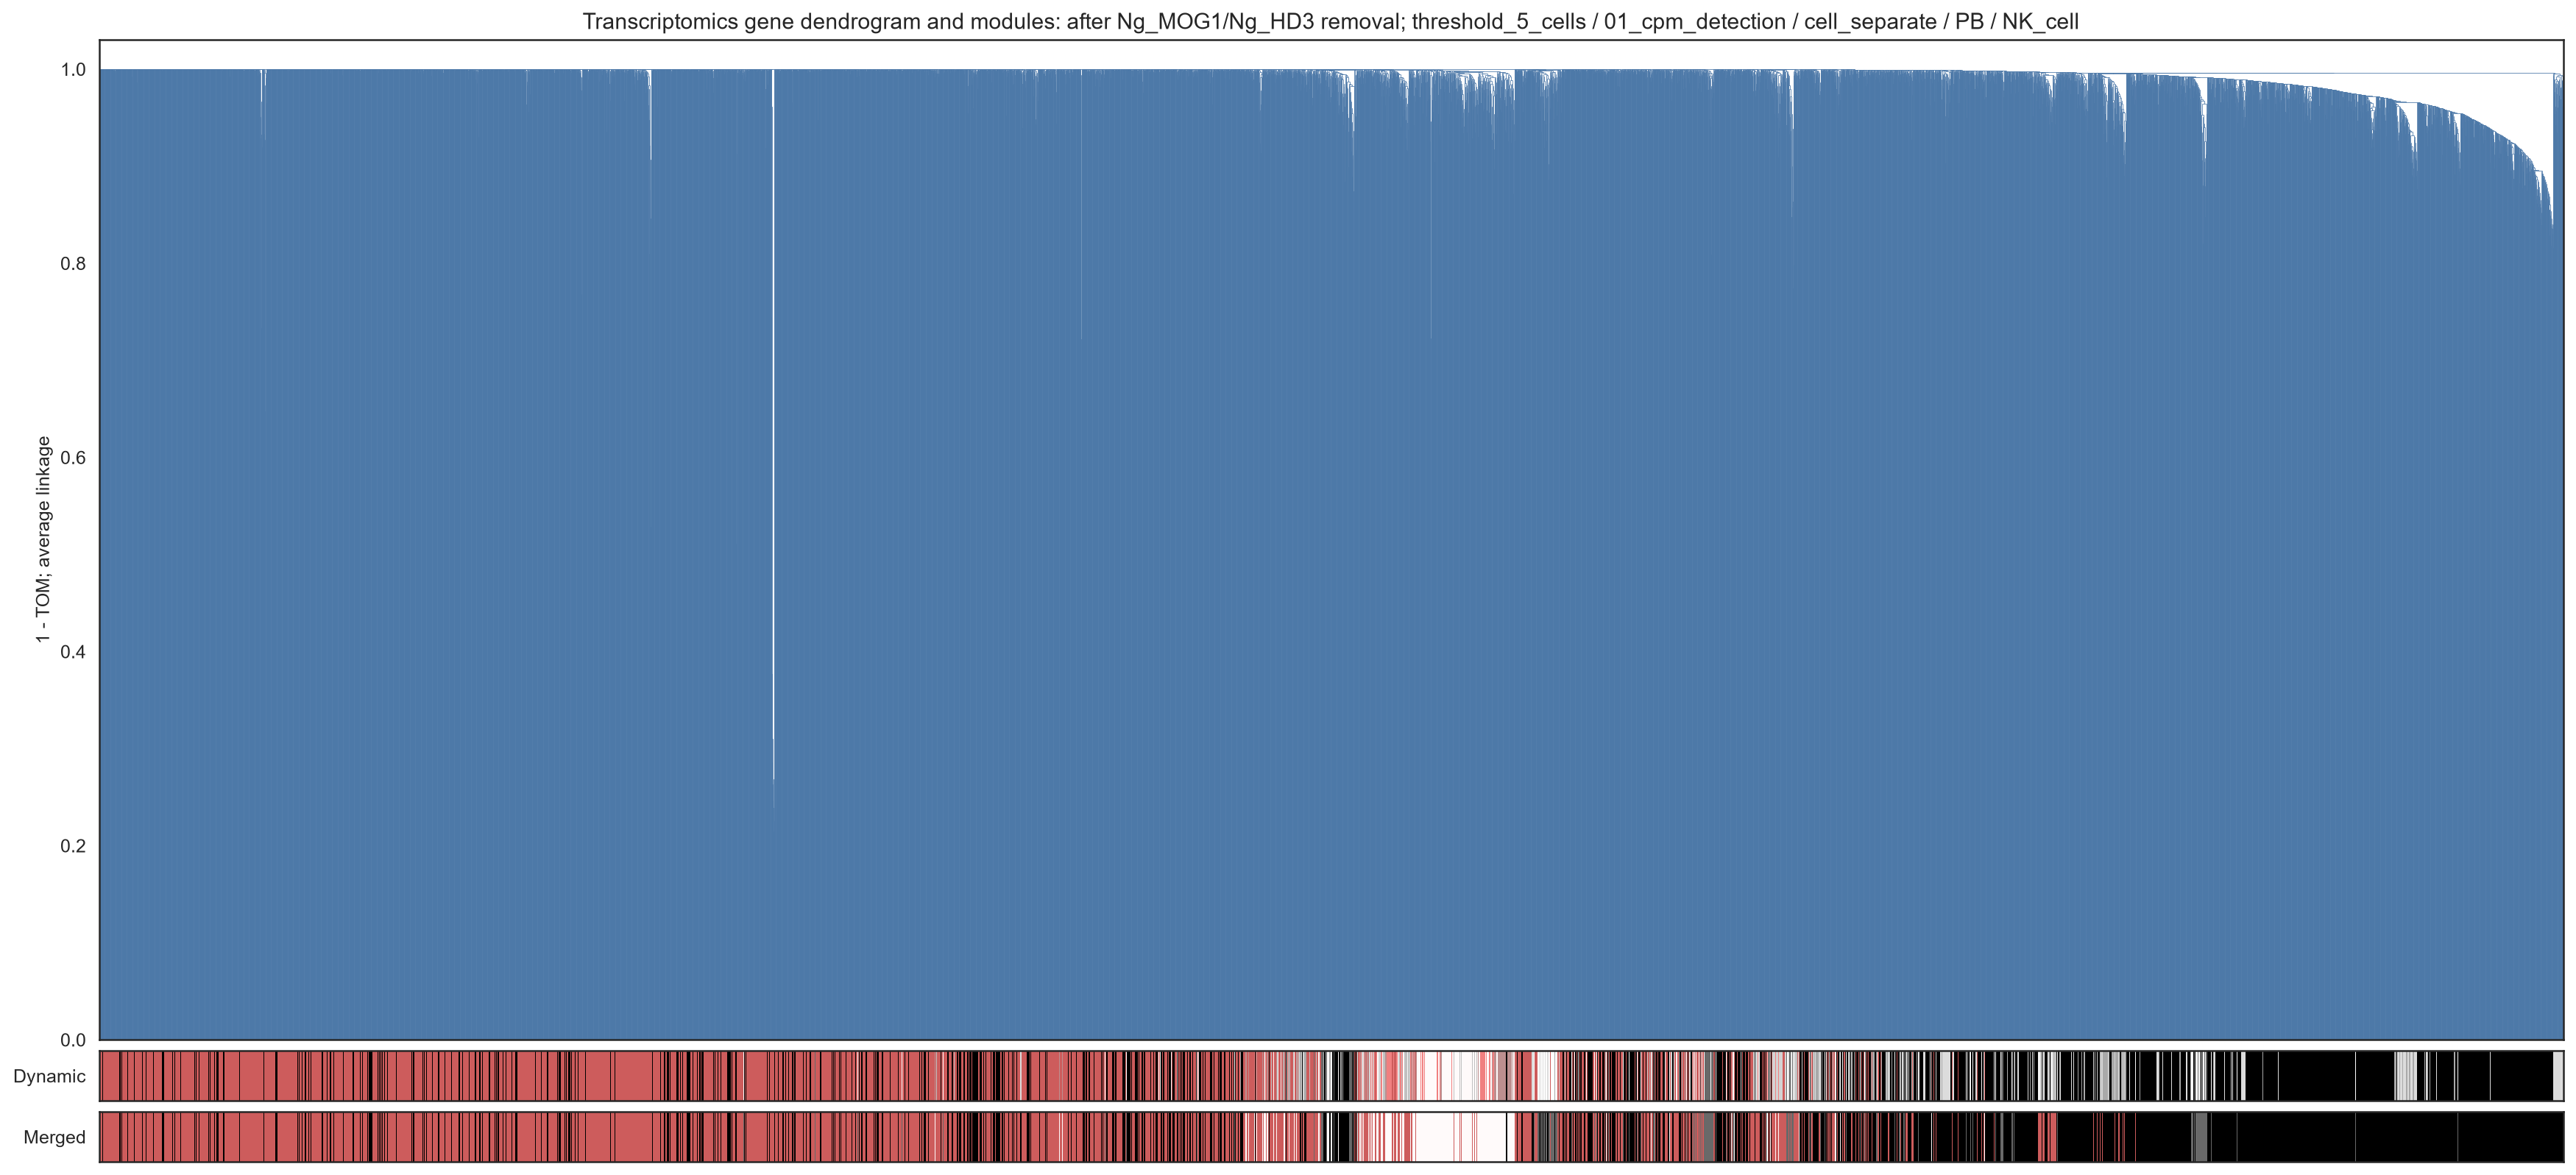 Transcriptomics gene dendrogram and modules: after Ng_MOG1/Ng_HD3 removal; threshold_5_cells / 01_cpm_detection / cell_separate / PB / NK_cell
1.0
0.8
0.6
0.4
0.2
0.0
1 - TOM; average linkage
Dynamic
Merged